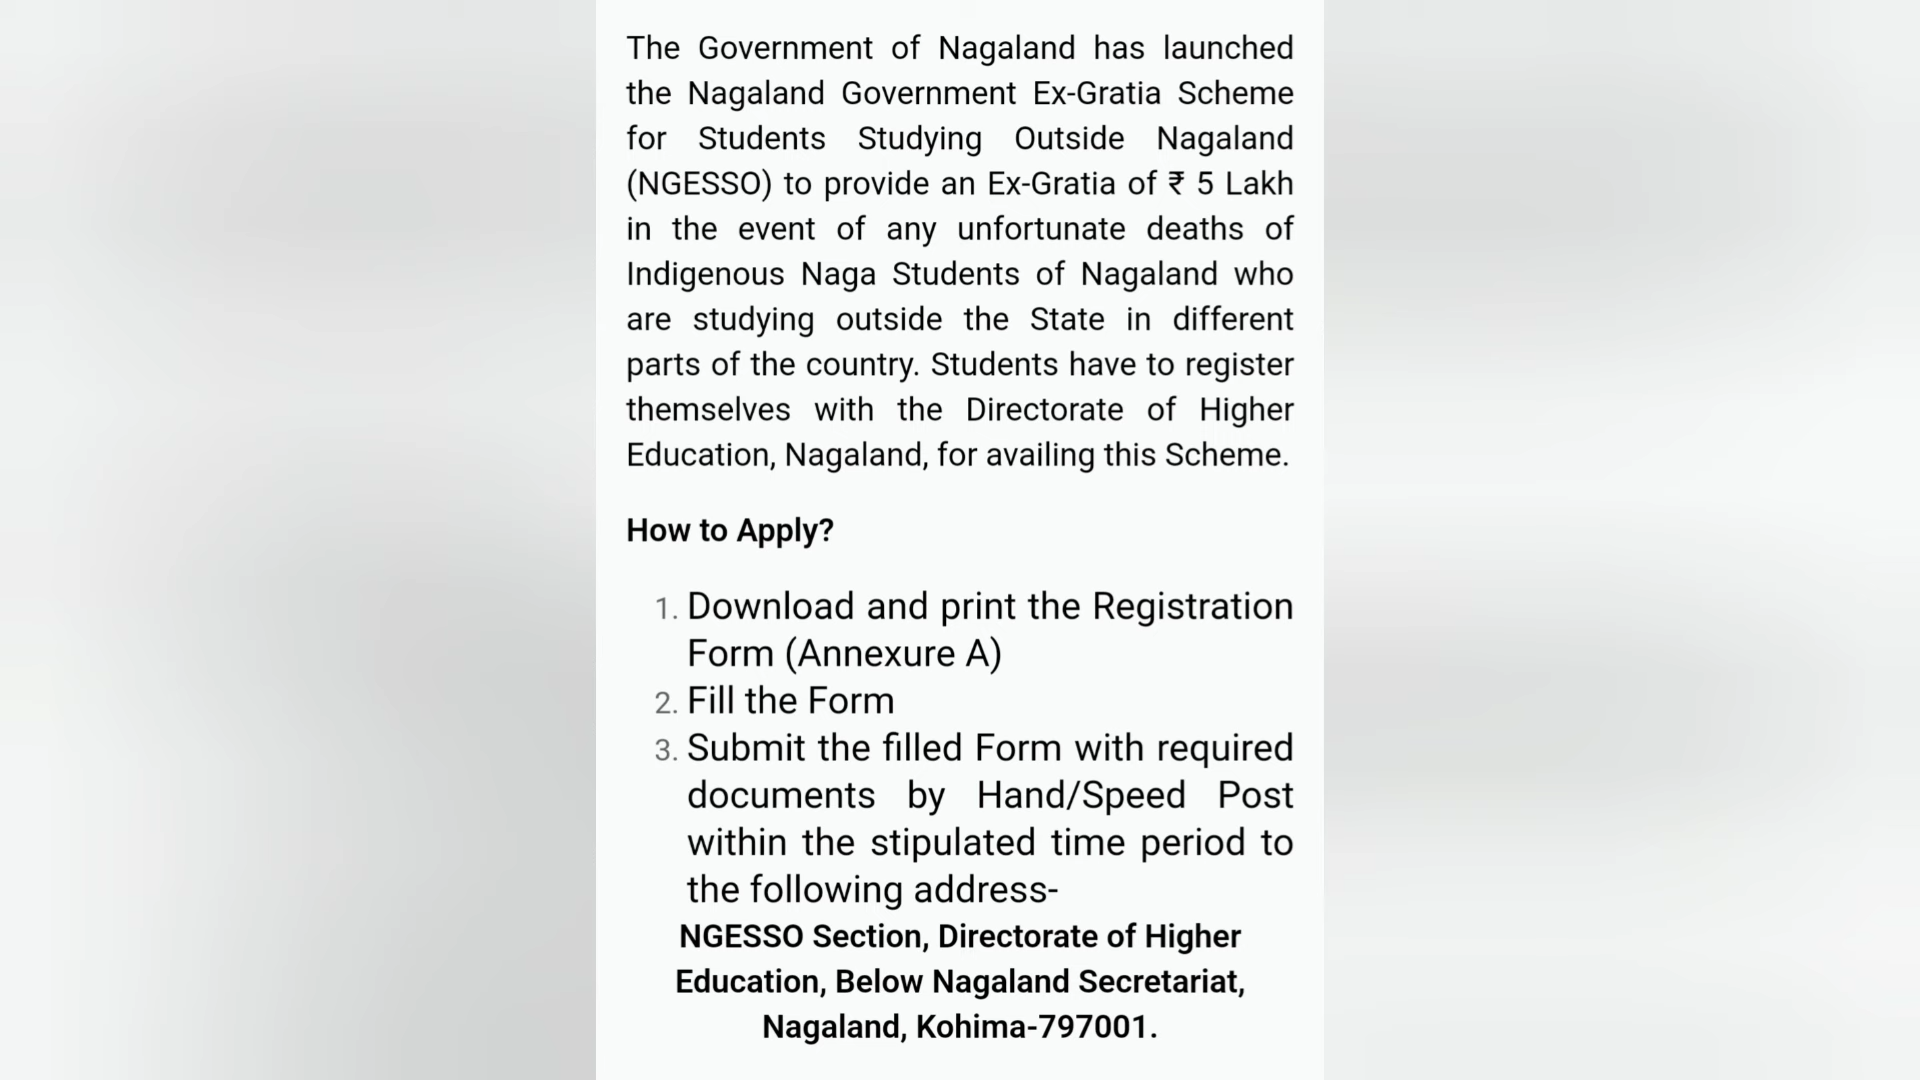 The Government of Nagaland has launched
the Nagaland Government Ex-Gratia Scheme
for Students Studying Outside Nagaland
(NGESSO) to provide an Ex-Gratia of ₹ 5 Lakh
in the event of any unfortunate deaths of
Indigenous Naga Students of Nagaland who
are studying outside the State in different
parts of the country. Students have to register
themselves with the Directorate of Higher
Education, Nagaland, for availing this Scheme.
How to Apply?
1. Download and print the Registration
Form (Annexure A)
2. Fill the Form
3. Submit the filled Form with required
documents by Hand/Speed Post
within the stipulated time period to
the following address-
NGESSO Section, Directorate of Higher
Education, Below Nagaland Secretariat,
Nagaland, Kohima-797001.